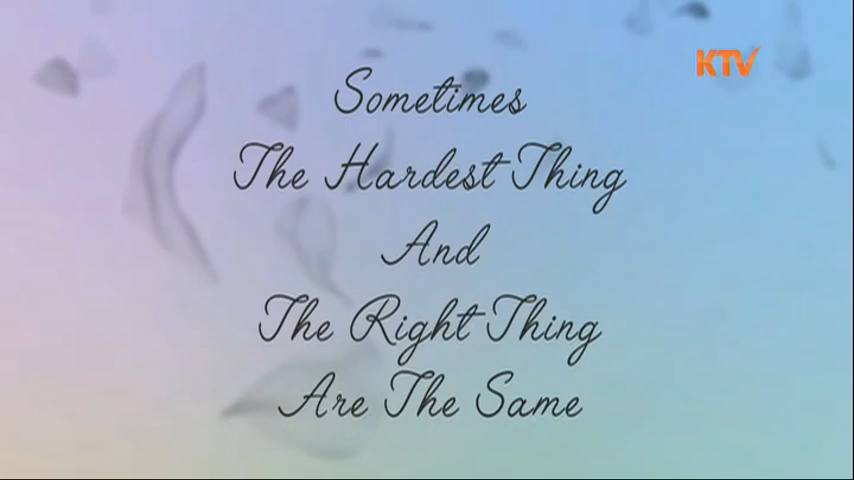 KTV
Sometimes
The Hardest Thing
And
The Right Thing
Are The Same